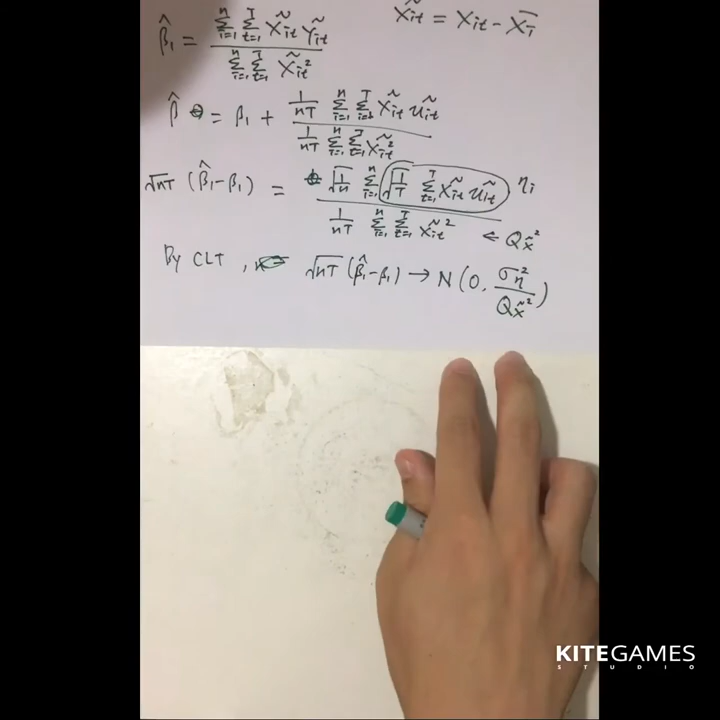 X̃it = Xit - X̄i
β̂1 = Σ_{i=1}^{n} Σ_{t=1}^{T} X̃it Ỹit / Σ_{i=1}^{n} Σ_{t=1}^{T} X̃it²
β̂ = β1 + 1/nT Σ_{i=1}^{n} Σ_{t=1}^{T} X̃it ũit / 1/nT Σ_{i=1}^{n} Σ_{t=1}^{T} X̃it²
√nT (β̂1-β1) = √1/n Σ_{i=1}^{n} √1/T Σ_{t=1}^{T} X̃it ũit ηi / 1/nT Σ_{i=1}^{n} Σ_{t=1}^{T} X̃it² ← Qx̃²
By CLT, √nT (β̂1-β1) → N(0, ση²/Qx̃²)
KITEGAMES
STUDIO